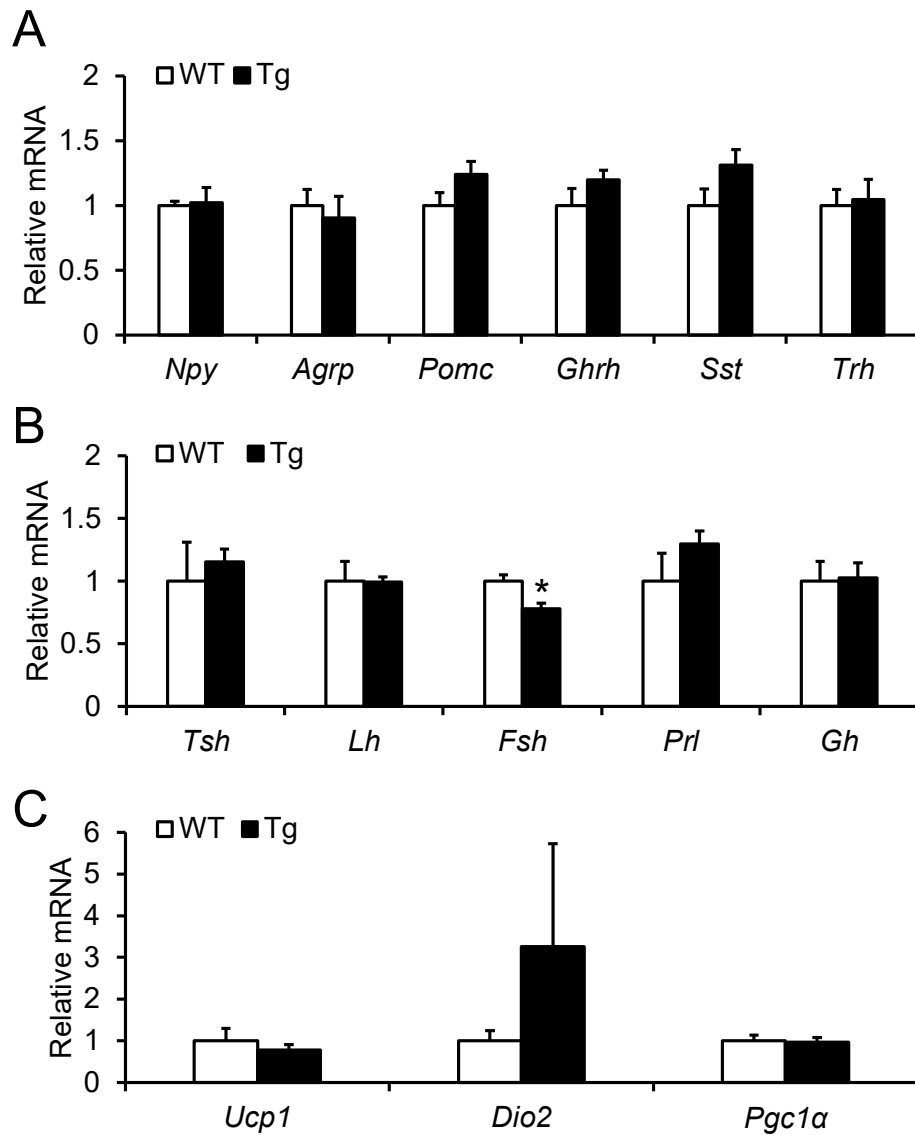 A
WT Tg
Relative mRNA
2
1.5
1
0.5
0
Npy Agrp Pomc Ghrh Sst Trh
B
WT Tg
Relative mRNA
2
1.5
1
0.5
0
*
Tsh Lh Fsh Prl Gh
C
WT Tg
Relative mRNA
6
5
4
3
2
1
0
Ucp1 Dio2 Pgc1α